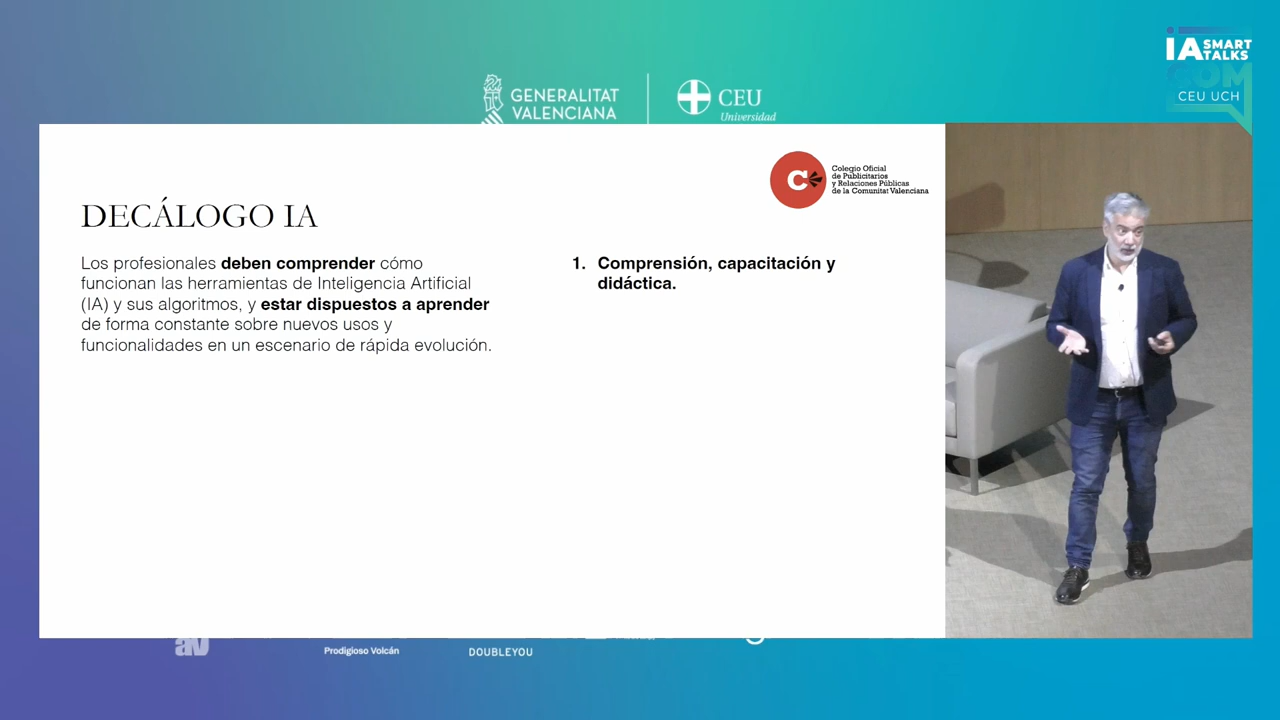 IA SMART TALKS
COM
CEU UCH
GENERALITAT
VALENCIANA
CEU
Universidad
Colegio Oficial
de Publicitarios
y Relaciones Públicas
de la Comunitat Valenciana
DECÁLOGO IA
Los profesionales deben comprender cómo
funcionan las herramientas de Inteligencia Artificial
(IA) y sus algoritmos, y estar dispuestos a aprender
de forma constante sobre nuevos usos y
funcionalidades en un escenario de rápida evolución.
1. Comprensión, capacitación y
didáctica.
Prodigioso Volcán
DOUBLEYOU